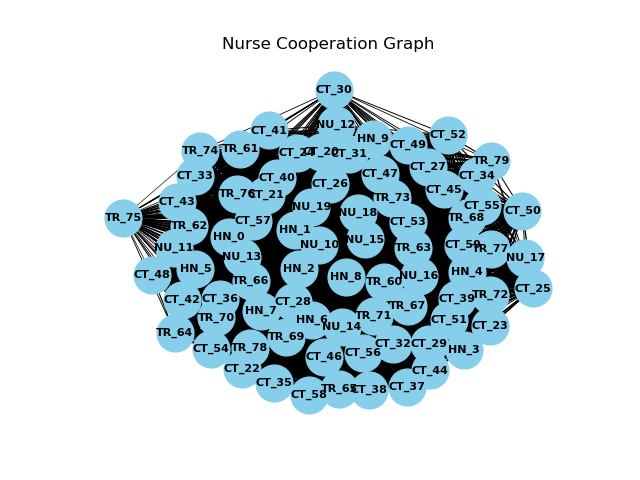 Nurse Cooperation Graph
CT_30
NU_12
CT_41
CT_52
HN_9
CT_49
TR_74
TR_61
CT_24
CT_20
CT_31
TR_79
CT_27
CT_34
CT_33
CT_40
CT_26
CT_47
CT_45
TR_76
CT_21
TR_73
CT_43
NU_19
NU_18
CT_55
CT_50
TR_75
TR_68
CT_57
CT_53
TR_62
HN_0
HN_1
NU_15
NU_10
NU_11
TR_63
CT_59
TR_77
NU_13
NU_17
HN_5
HN_2
HN_4
CT_48
HN_8
NU_16
TR_66
TR_60
CT_25
CT_42
CT_36
CT_28
CT_39
TR_72
TR_67
HN_7
TR_70
HN_6
TR_71
CT_51
NU_14
CT_23
TR_64
TR_69
CT_32
CT_29
CT_54
TR_78
HN_3
CT_46
CT_56
CT_22
CT_44
CT_35
TR_65
CT_38
CT_37
CT_58